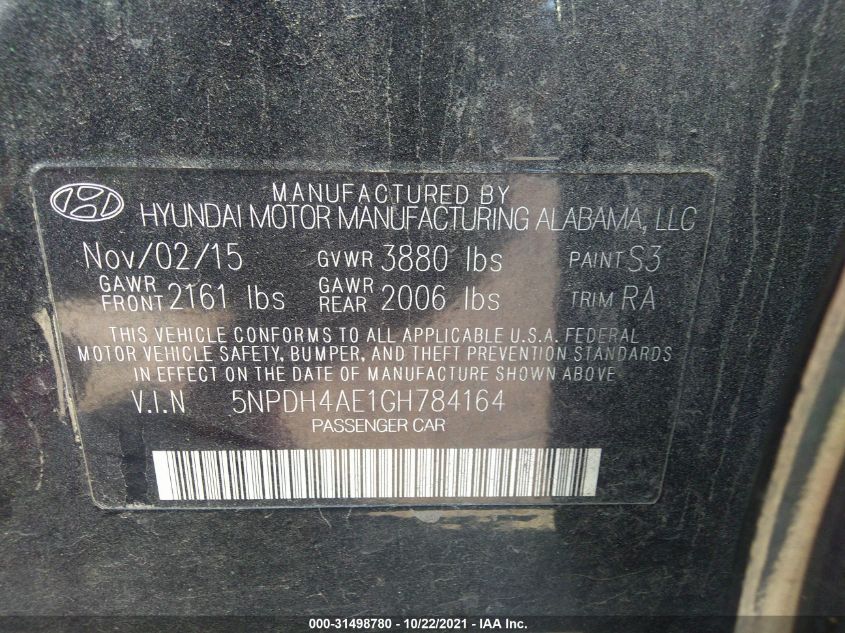 MANUFACTURED BY
HYUNDAI MOTOR MANUFACTURING ALABAMA, LLC
Nov/02/15 GVWR 3880 lbs PAINT S3
GAWR FRONT 2161 lbs GAWR REAR 2006 lbs TRIM RA
THIS VEHICLE CONFORMS TO ALL APPLICABLE U.S.A. FEDERAL
MOTOR VEHICLE SAFETY, BUMPER, AND THEFT PREVENTION STANDARDS
IN EFFECT ON THE DATE OF MANUFACTURE SHOWN ABOVE.
V.I.N 5NPDH4AE1GH784164
PASSENGER CAR
000-31498780 - 10/22/2021 - IAA Inc.